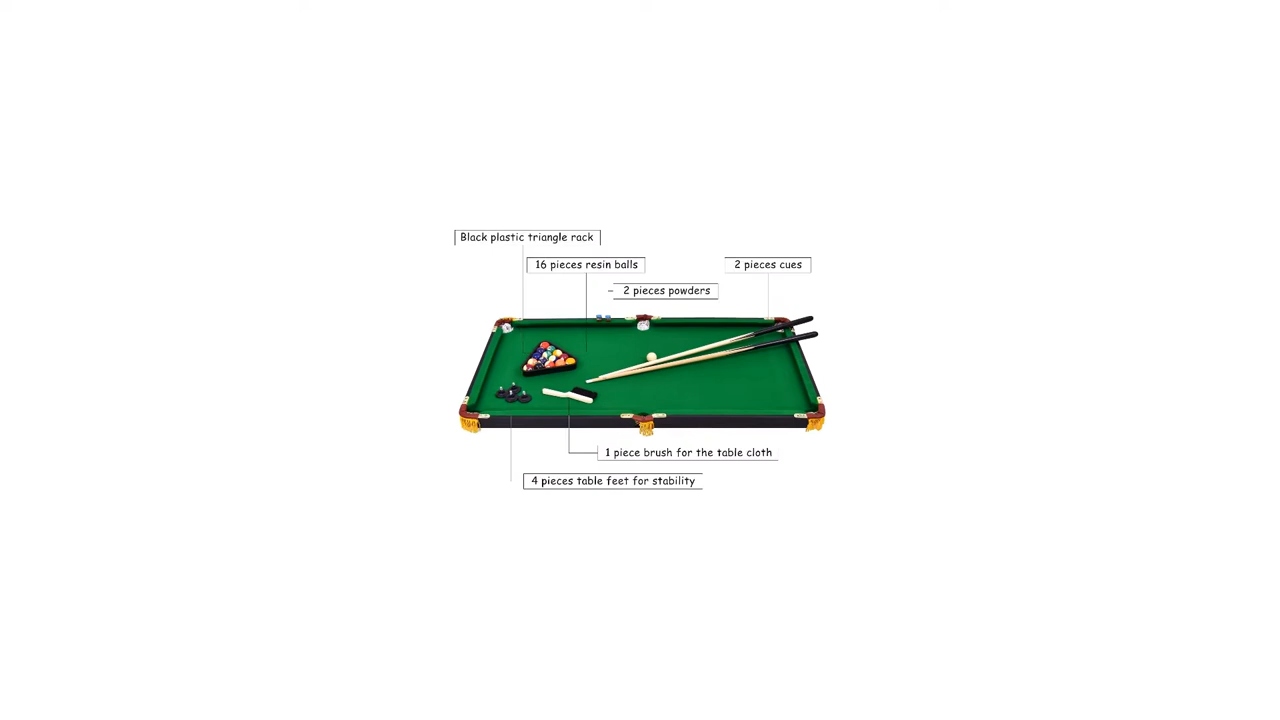 Black plastic triangle rack
16 pieces resin balls
2 pieces cues
2 pieces powders
1 piece brush for the table cloth
4 pieces table feet for stability